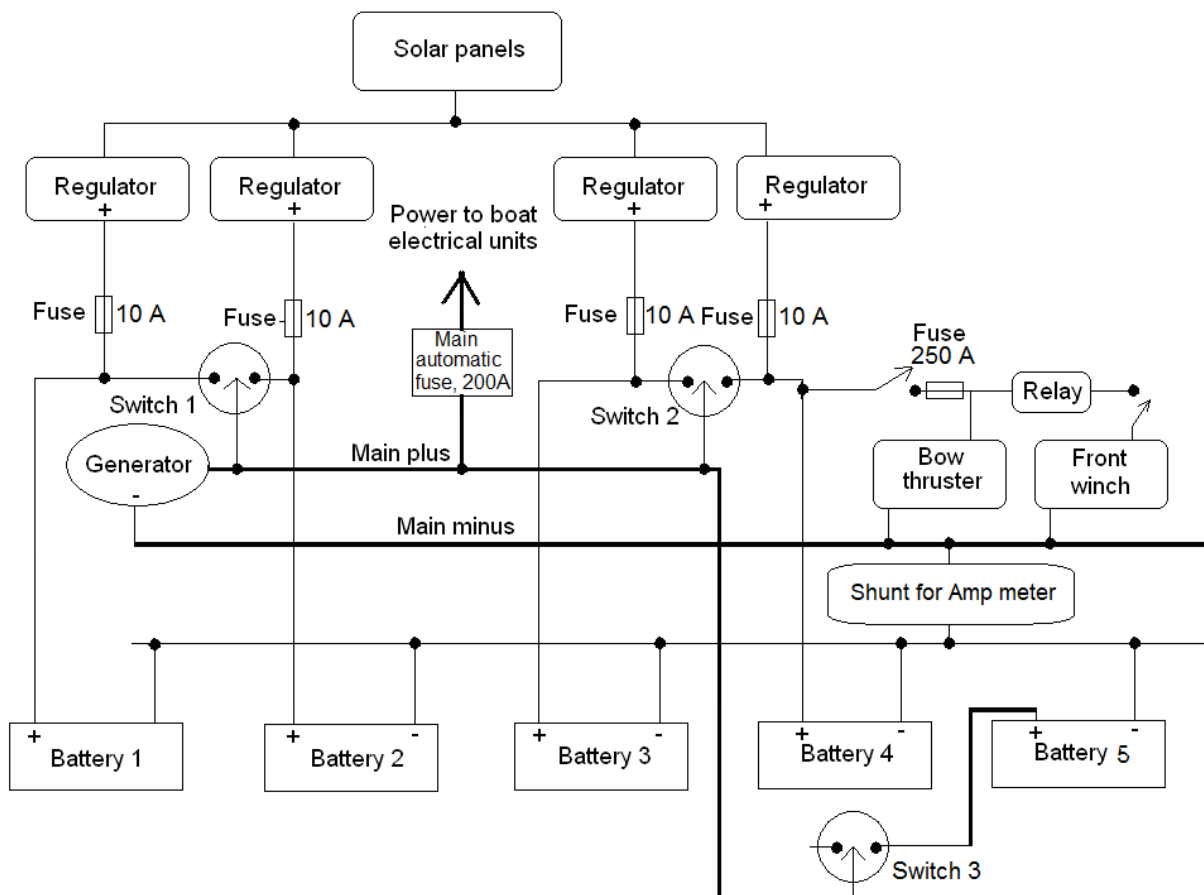 Solar panels
Regulator
+
Regulator
+
Regulator
+
Regulator
+
Power to boat
electrical units
Fuse
10 A
Fuse
10 A
Fuse
10 A
Fuse
10 A
Fuse
250 A
Main
automatic
fuse, 200A
Switch 1
Switch 2
Relay
Generator
-
Main plus
Bow
thruster
Front
winch
Main minus
Shunt for Amp meter
+
Battery 1
+ -
Battery 2
+ -
Battery 3
+ -
Battery 4
+ -
Battery 5
Switch 3